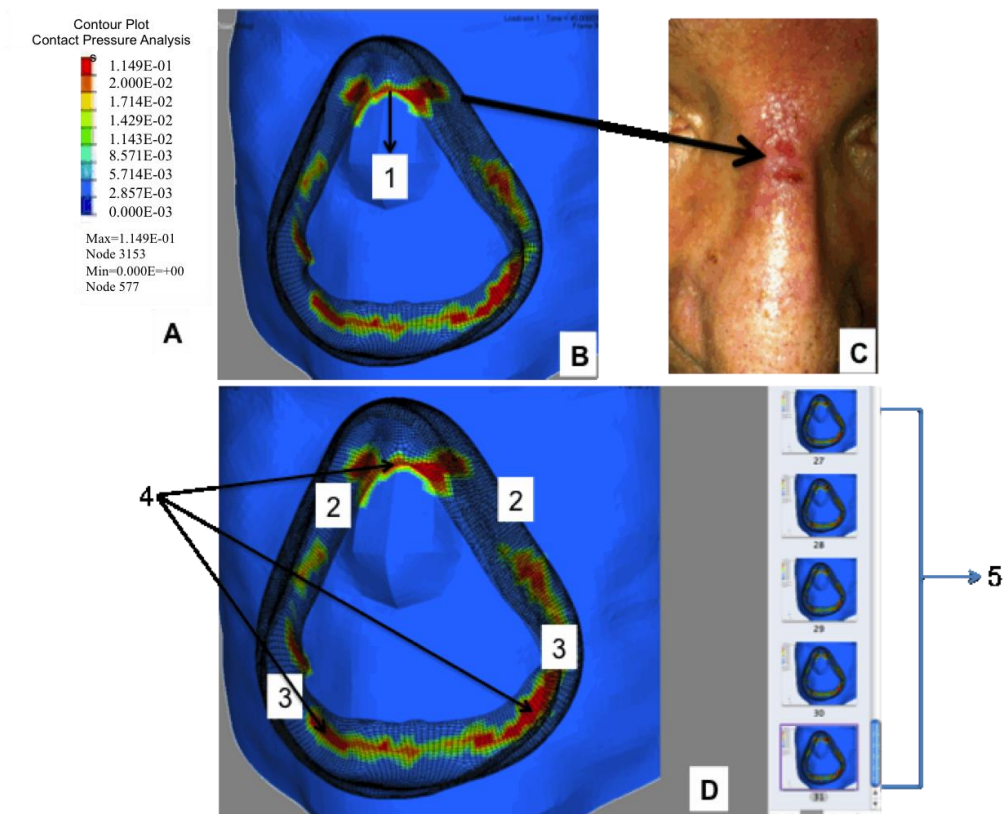 Contour Plot
Contact Pressure Analysis
s
1.149E-01
2.000E-02
1.714E-02
1.429E-02
1.143E-02
8.571E-03
5.714E-03
2.857E-03
0.000E-03
Max=1.149E-01
Node 3153
Min=0.000E=+00
Node 577
A
1
B
C
2
2
3
3
4
D
27
28
29
30
31
5